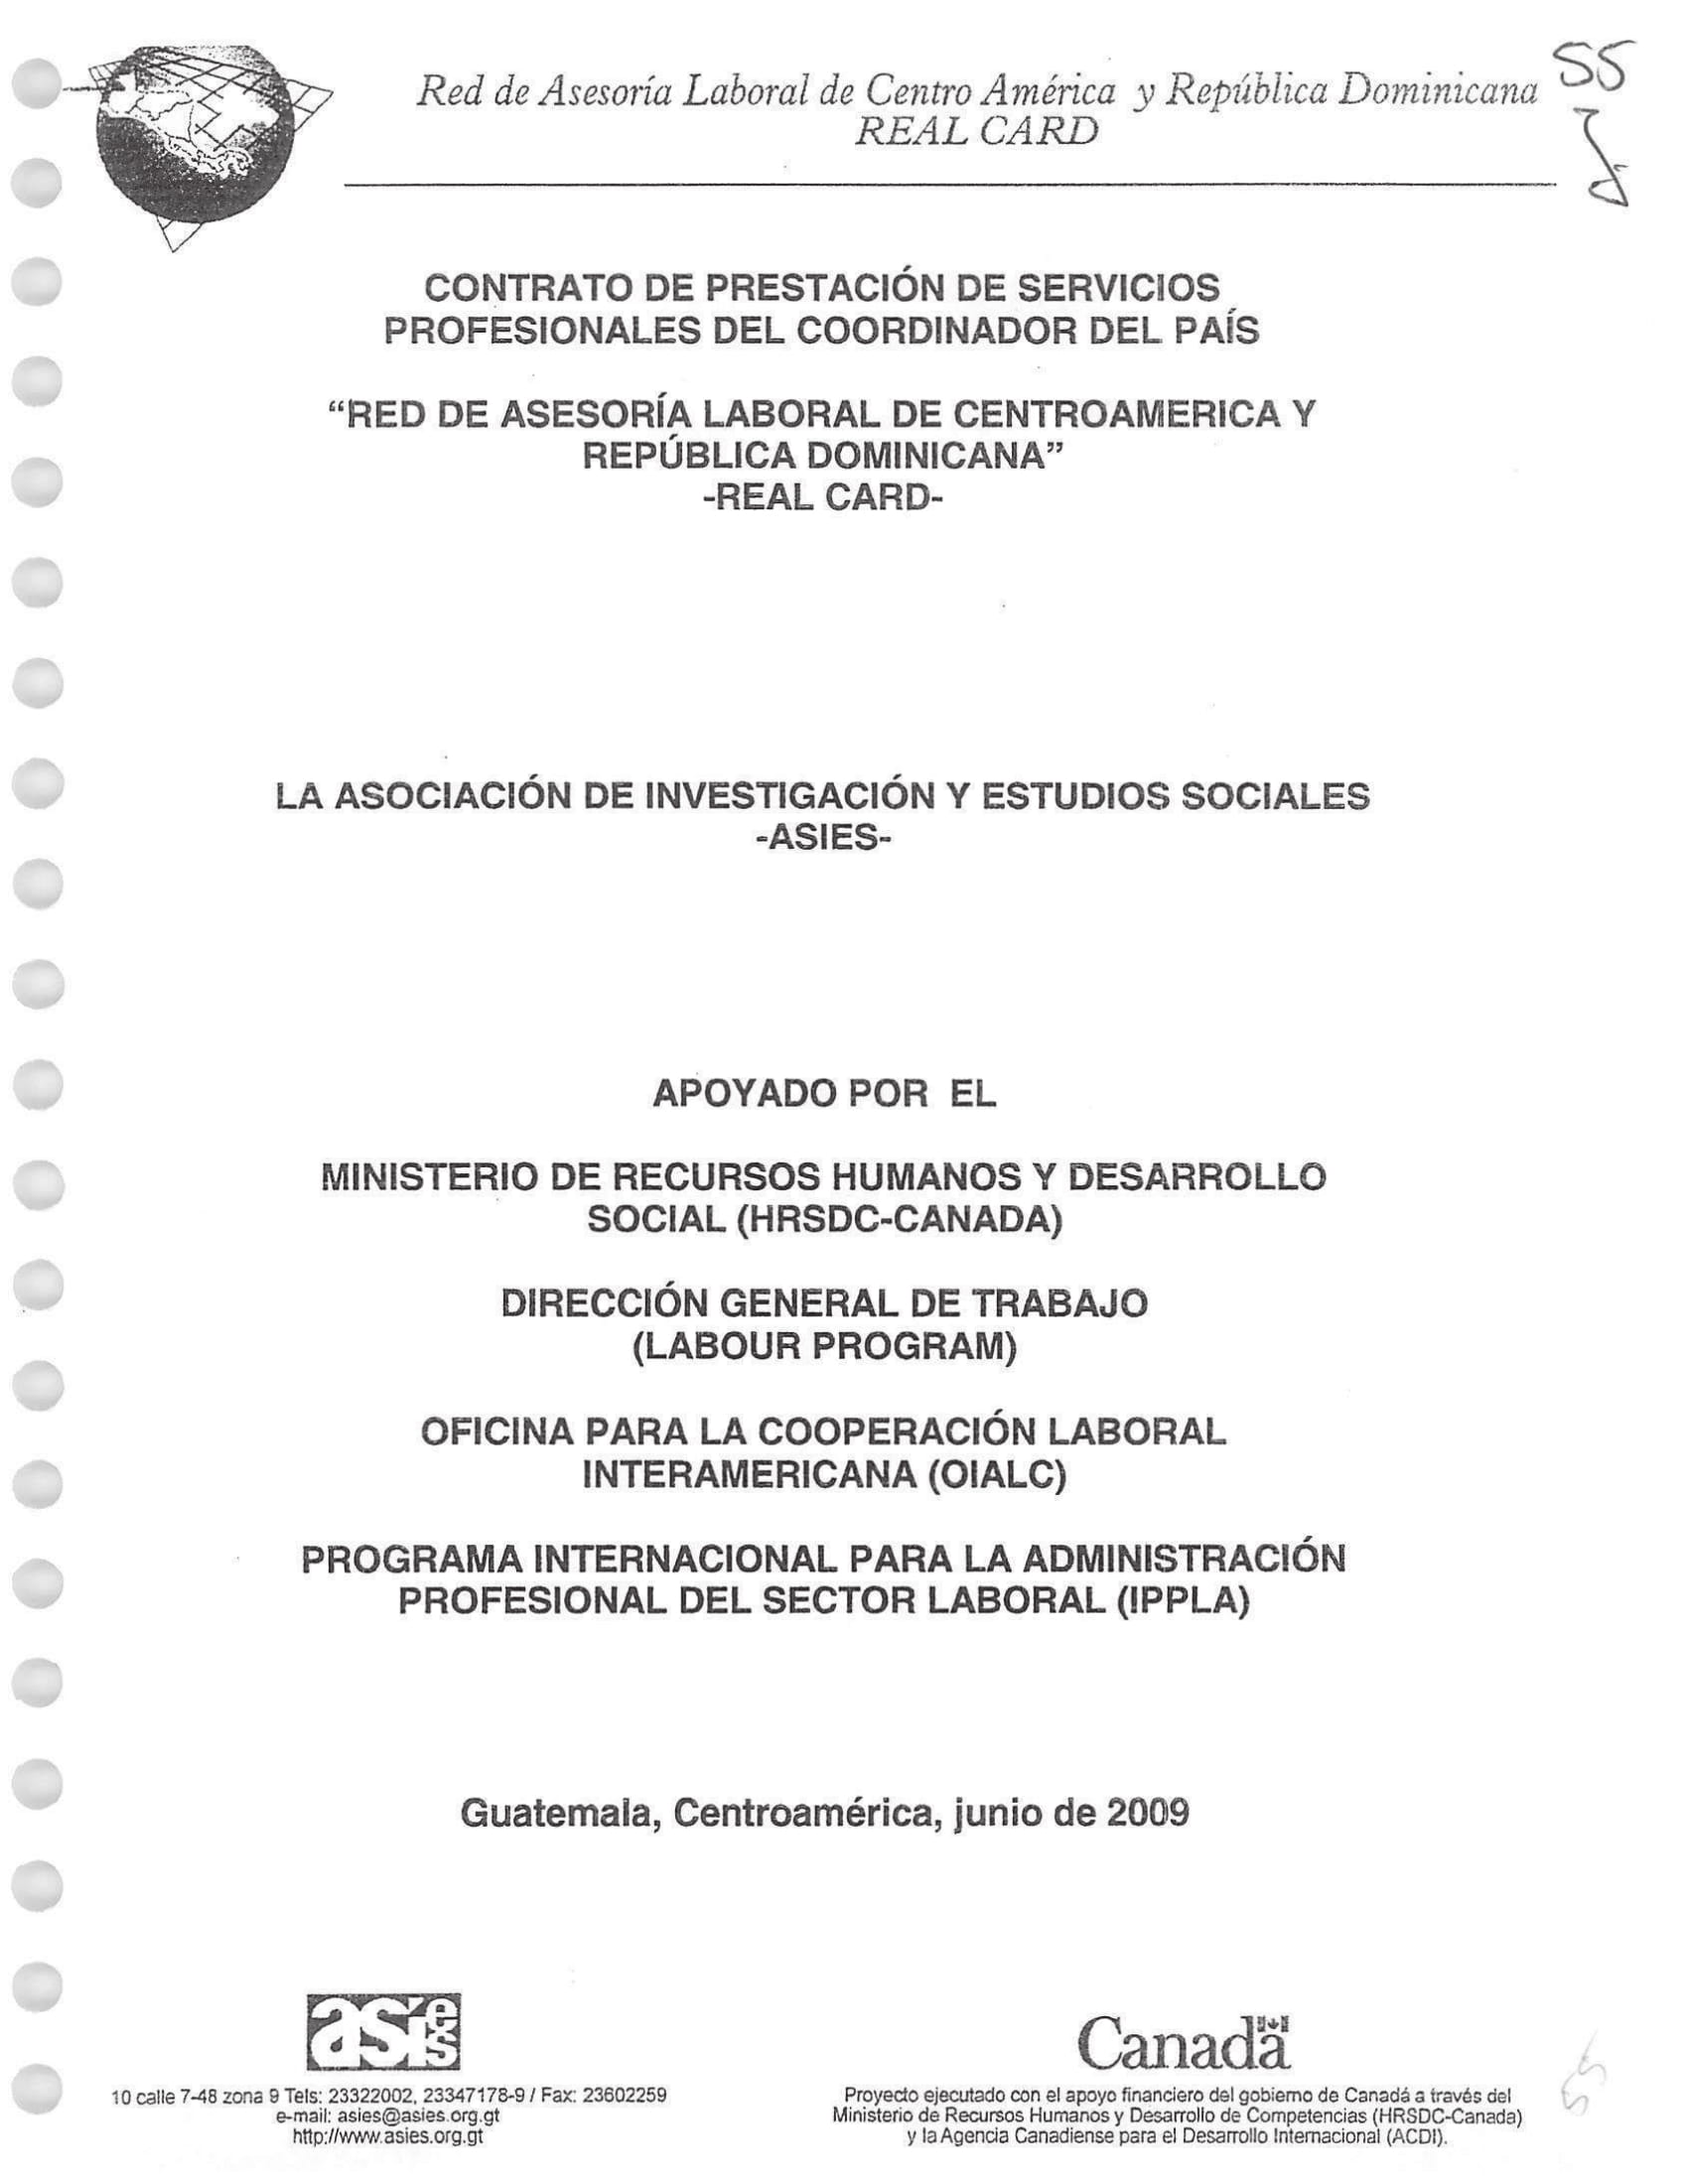 Red de Asesoría Laboral de Centro América y República Dominicana
REAL CARD
55
CONTRATO DE PRESTACIÓN DE SERVICIOS
PROFESIONALES DEL COORDINADOR DEL PAÍS
“RED DE ASESORÍA LABORAL DE CENTROAMERICA Y
REPÚBLICA DOMINICANA”
-REAL CARD-
LA ASOCIACIÓN DE INVESTIGACIÓN Y ESTUDIOS SOCIALES
-ASIES-
APOYADO POR EL
MINISTERIO DE RECURSOS HUMANOS Y DESARROLLO
SOCIAL (HRSDC-CANADA)
DIRECCIÓN GENERAL DE TRABAJO
(LABOUR PROGRAM)
OFICINA PARA LA COOPERACIÓN LABORAL
INTERAMERICANA (OIALC)
PROGRAMA INTERNACIONAL PARA LA ADMINISTRACIÓN
PROFESIONAL DEL SECTOR LABORAL (IPPLA)
Guatemala, Centroamérica, junio de 2009
asies
10 calle 7-48 zona 9 Tels: 23322002, 23347178-9 / Fax: 23602259
e-mail: asies@asies.org.gt
http://www.asies.org.gt
Canadä
Proyecto ejecutado con el apoyo financiero del gobierno de Canadá a través del
Ministerio de Recursos Humanos y Desarrollo de Competencias (HRSDC-Canada)
y la Agencia Canadiense para el Desarrollo Internacional (ACDI).
55